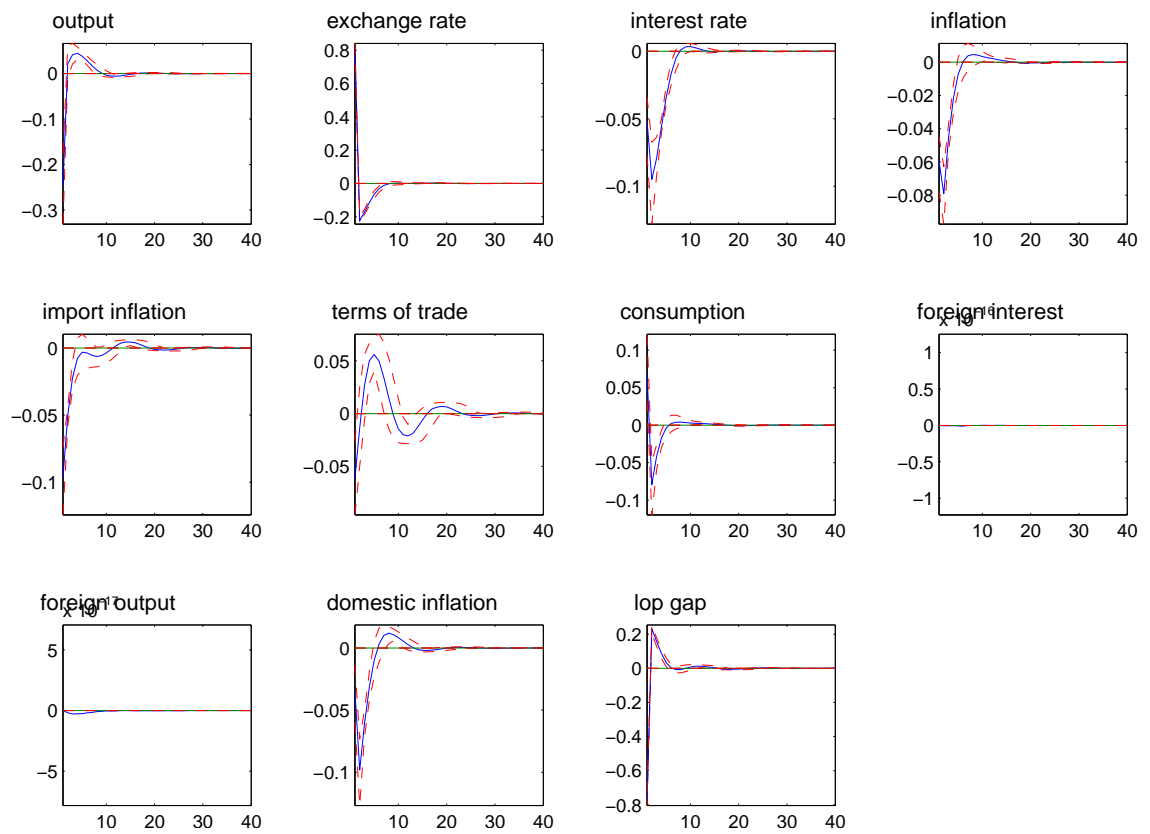 output
0
−0.1
−0.2
−0.3
10 20 30 40
exchange rate
0.8
0.6
0.4
0.2
0
−0.2
10 20 30 40
interest rate
0
−0.05
−0.1
10 20 30 40
inflation
0
−0.02
−0.04
−0.06
−0.08
10 20 30 40
import inflation
0
−0.05
−0.1
10 20 30 40
terms of trade
0.05
0
−0.05
10 20 30 40
consumption
0.1
0.05
0
−0.05
−0.1
10 20 30 40
foreign interest
x 10−16
1
0.5
0
−0.5
−1
10 20 30 40
foreign output
x 10−17
5
0
−5
10 20 30 40
domestic inflation
0
−0.05
−0.1
10 20 30 40
lop gap
0.2
0
−0.2
−0.4
−0.6
−0.8
10 20 30 40